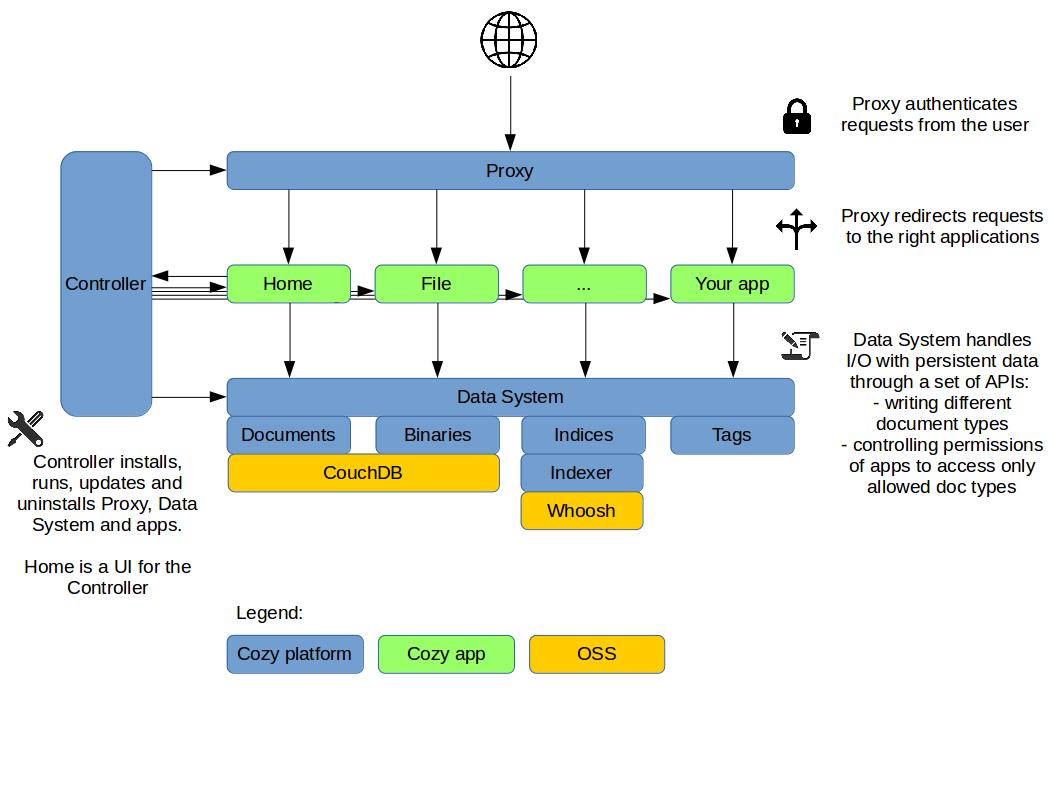 Proxy authenticates
requests from the user
Proxy
Proxy redirects requests
to the right applications
Controller
Home
File
...
Your app
Data System handles
I/O with persistent data
through a set of APIs:
- writing different
document types
- controlling permissions
of apps to access only
allowed doc types
Data System
Documents
Binaries
Indices
Tags
CouchDB
Indexer
Whoosh
Controller installs,
runs, updates and
uninstalls Proxy, Data
System and apps.
Home is a UI for the
Controller
Legend:
Cozy platform
Cozy app
OSS